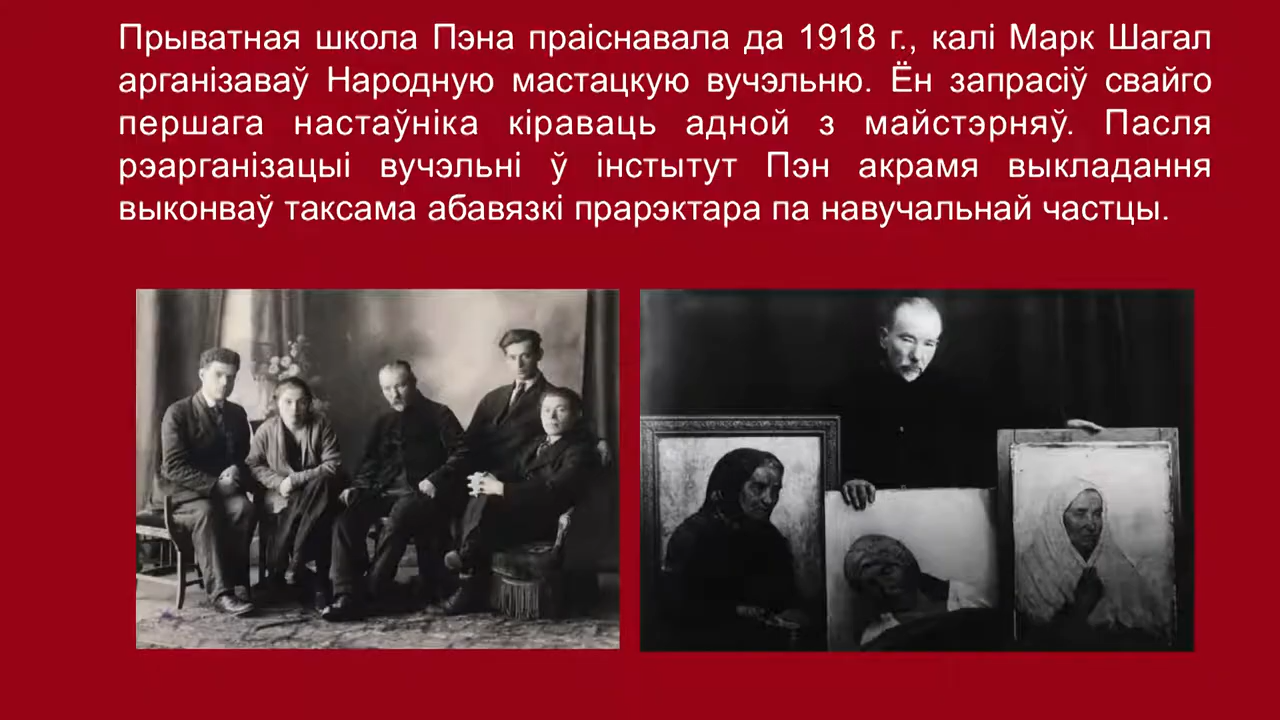 Прыватная школа Пэна праіснавала да 1918 г., калі Марк Шагал
арганізаваў Народную мастацкую вучэльню. Ён запрасіў свайго
першага настаўніка кіраваць адной з майстэрняў. Пасля
рэарганізацыі вучэльні ў інстытут Пэн акрамя выкладання
выконваў таксама абавязкі прарэктара па навучальнай частцы.